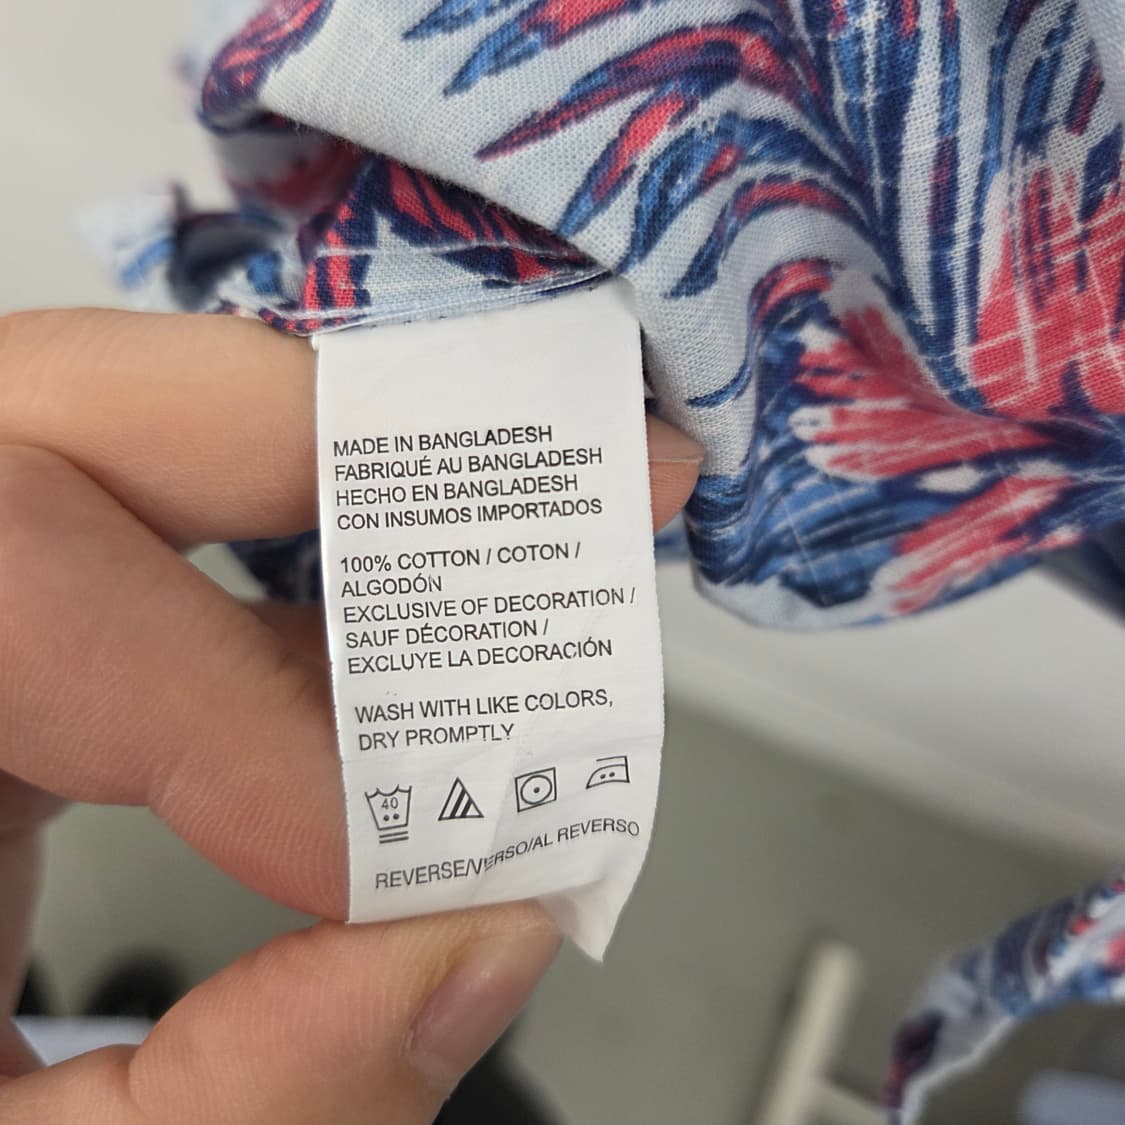 MADE IN BANGLADESH
FABRIQUÉ AU BANGLADESH
HECHO EN BANGLADESH
CON INSUMOS IMPORTADOS
100% COTTON / COTON /
ALGODÓN
EXCLUSIVE OF DECORATION /
SAUF DÉCORATION /
EXCLUYE LA DECORACIÓN
WASH WITH LIKE COLORS,
DRY PROMPTLY
40
REVERSE/VERSO/AL REVERSO